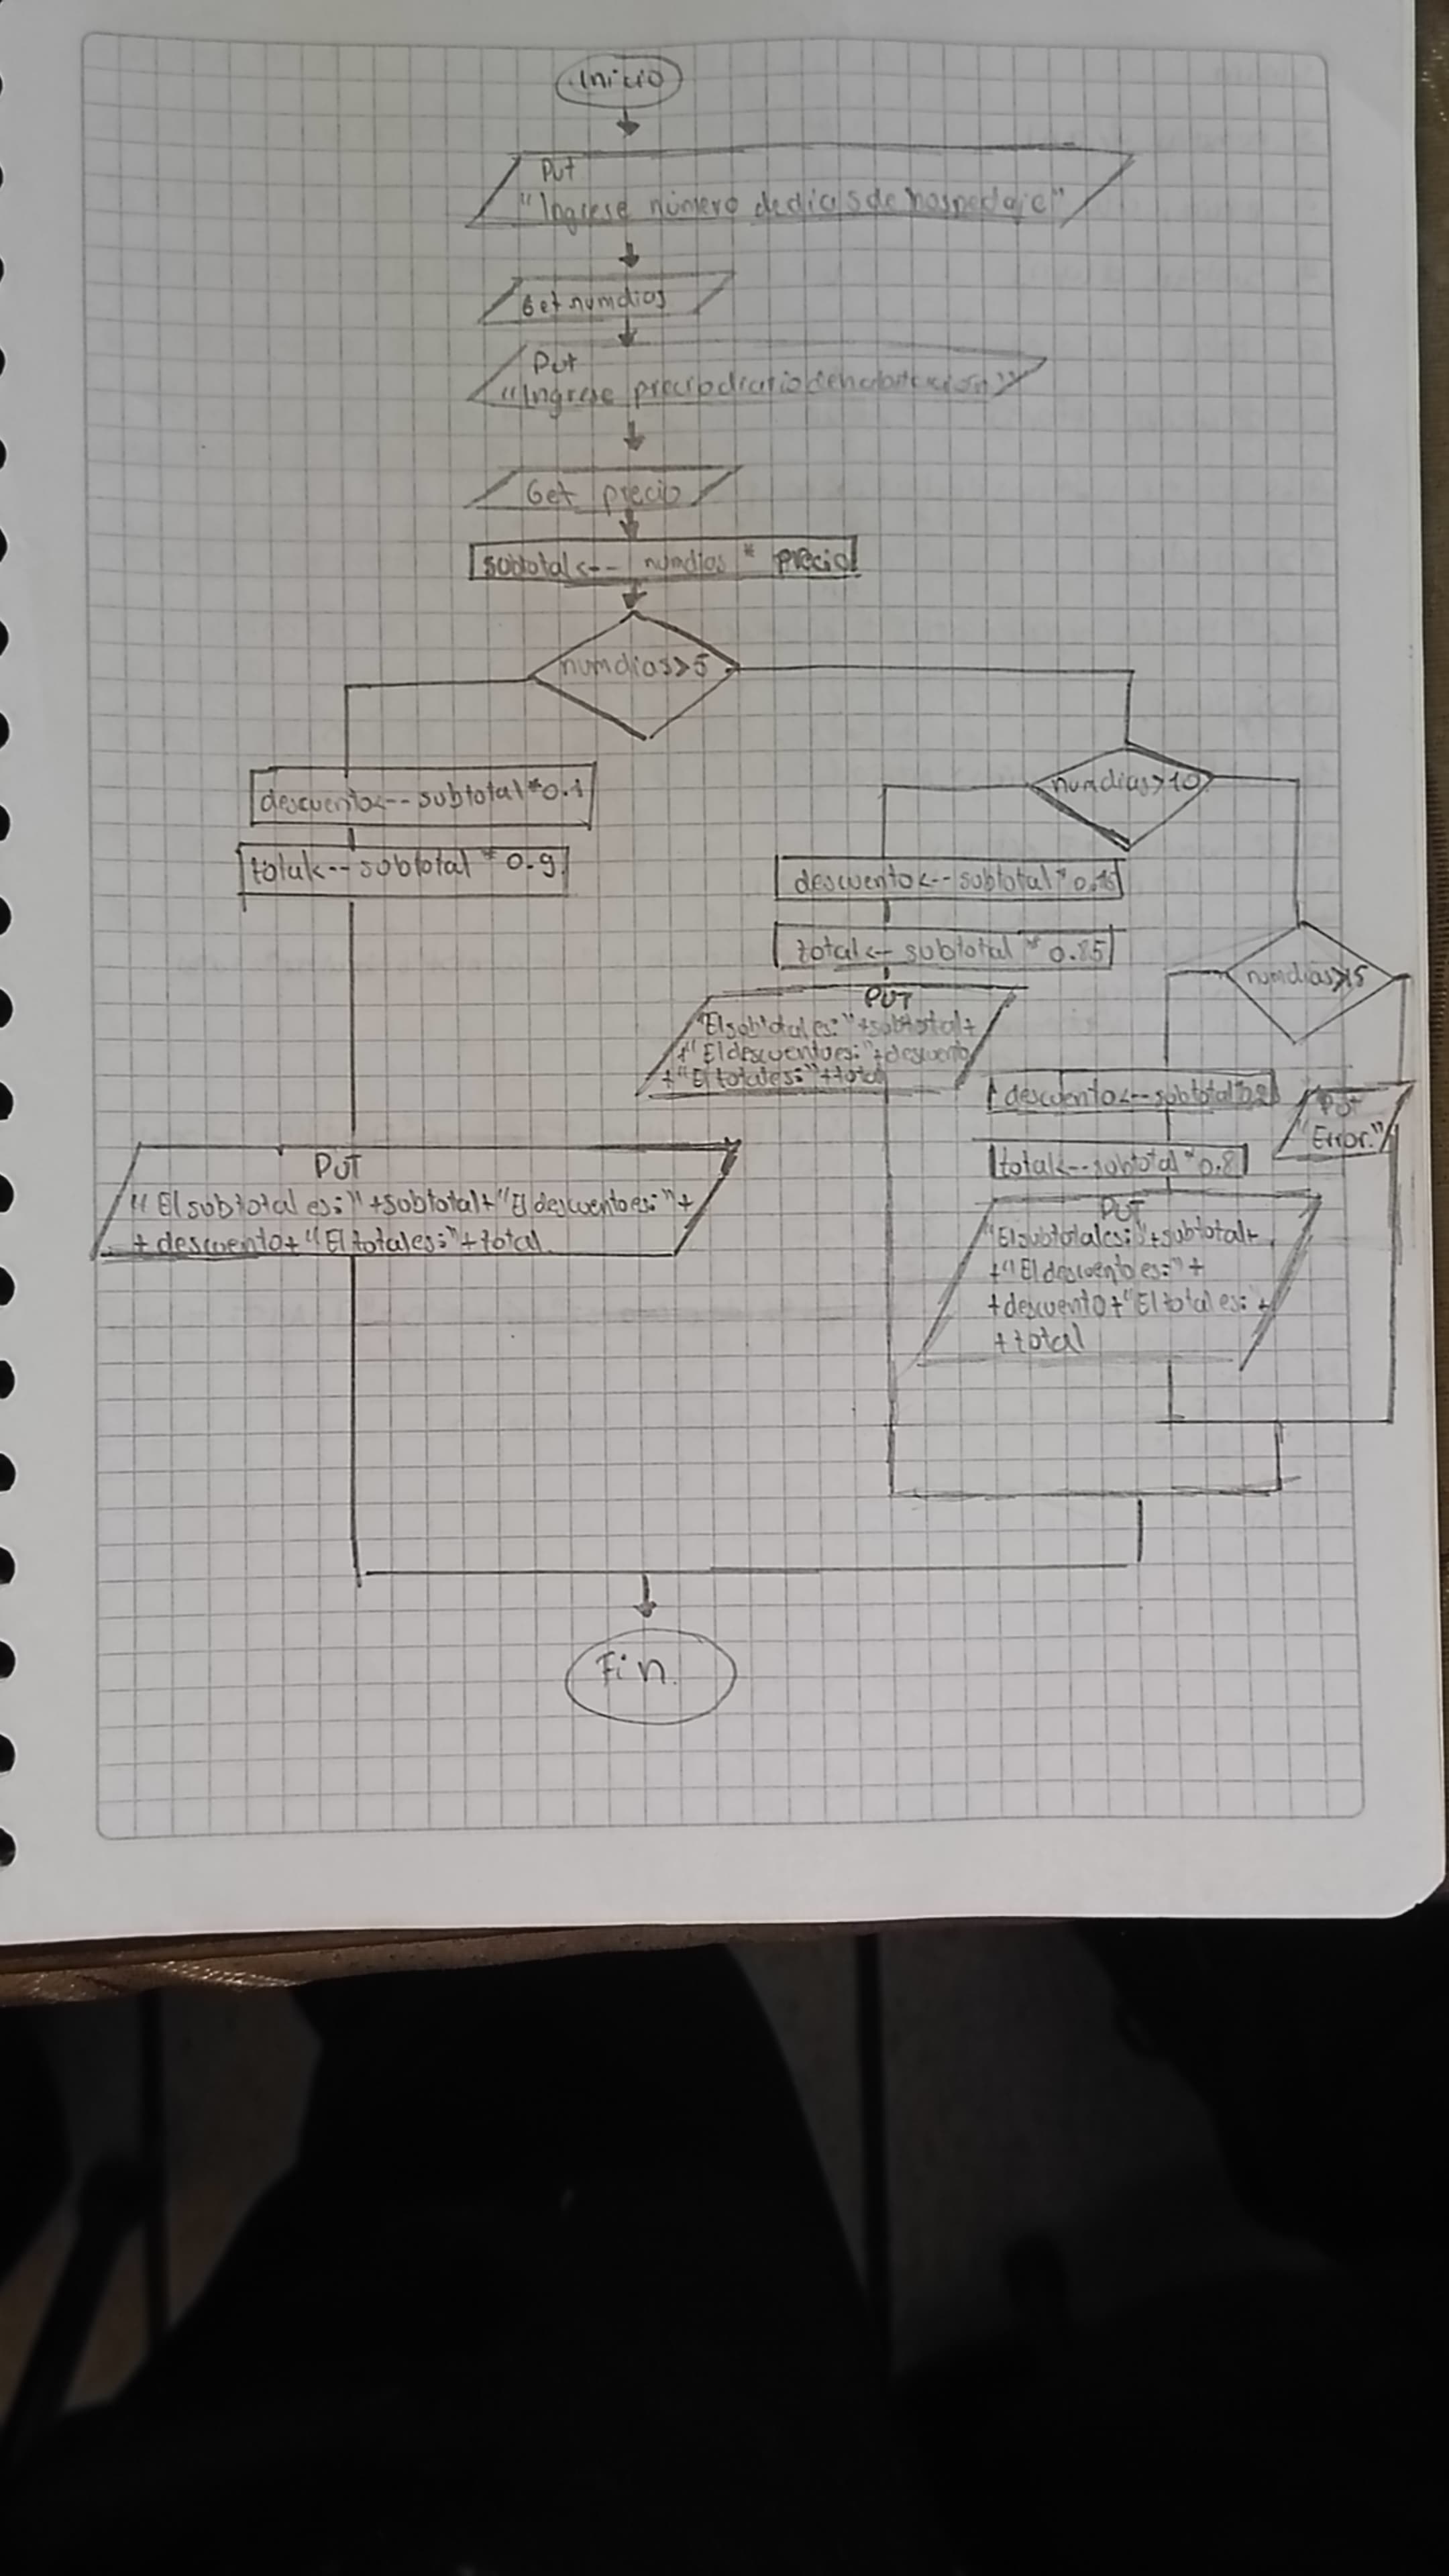 Inicio
Put
"Ingrese número de dias de hospedaje"
Get numdias
Put
"Ingrese precio diario de habitación"
Get precio
subtotal<-- numdias * precio
numdias>5
numdias>10
descuento<-- subtotal*0.1
total<-- subtotal * 0.9
descuento<-- subtotal* 0.15
total<-- subtotal * 0.85
numdias>15
PUT
"El subtotal es:"+subtotal+
+"El descuento es:"+descuento
+"El total es:"+total
descuento<--subtotal*0.2
Put
"Error."
total<--subtotal*0.8
PUT
"El subtotal es:"+subtotal+"El descuento es:"+
+ descuento+"El total es:"+total
PUT
"El subtotal es:"+subtotal+
+"El descuento es:"+
+descuento+"El total es: +
+total
Fin.